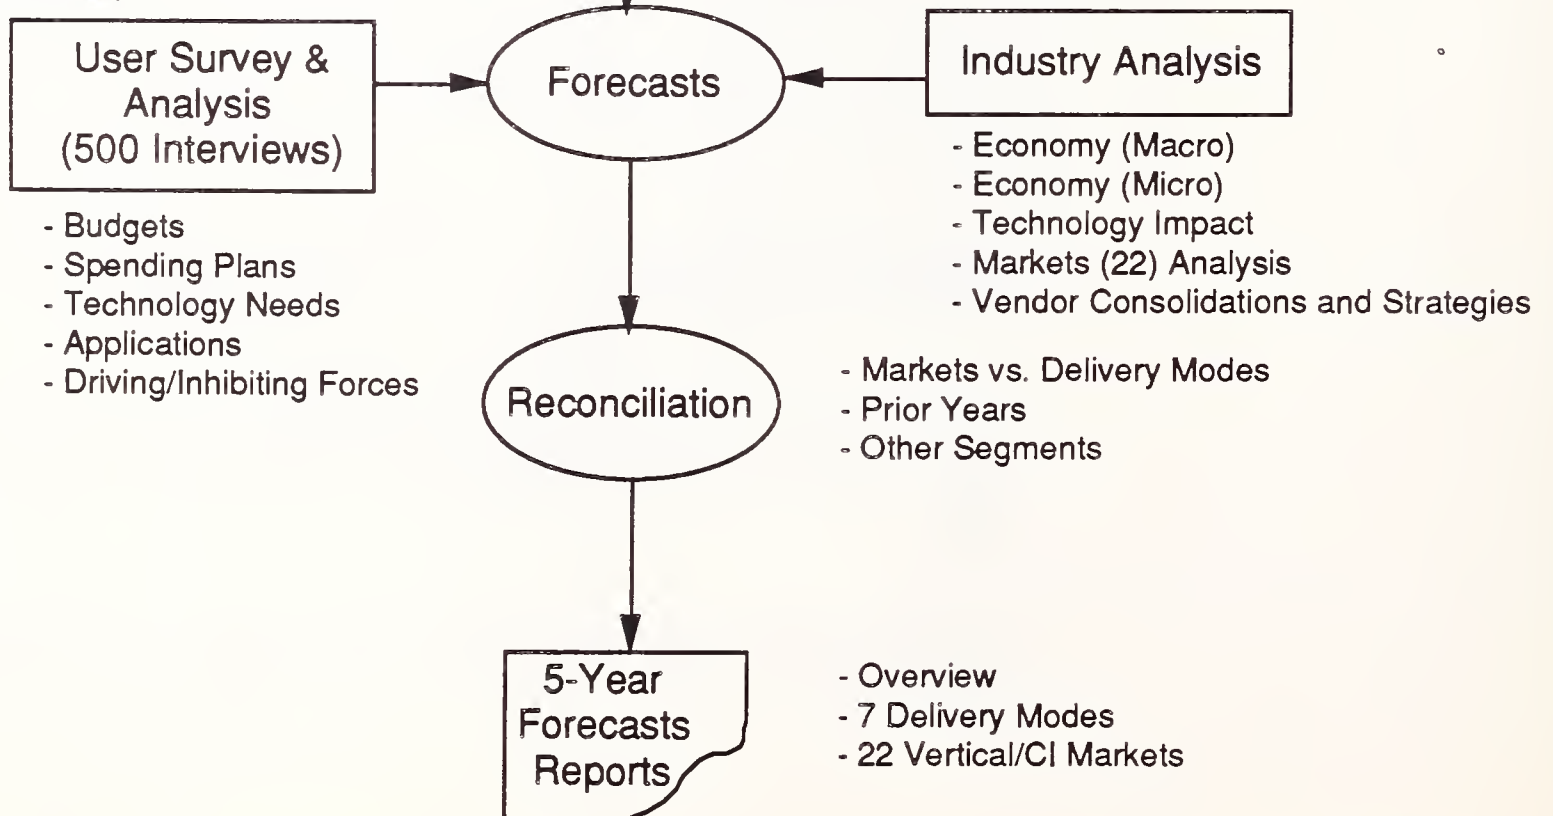 User Survey &
Analysis
(500 Interviews)
- Budgets
- Spending Plans
- Technology Needs
- Applications
- Driving/Inhibiting Forces
Forecasts
Industry Analysis
- Economy (Macro)
- Economy (Micro)
- Technology Impact
- Markets (22) Analysis
- Vendor Consolidations and Strategies
Reconciliation
- Markets vs. Delivery Modes
- Prior Years
- Other Segments
5-Year
Forecasts
Reports
- Overview
- 7 Delivery Modes
- 22 Vertical/CI Markets